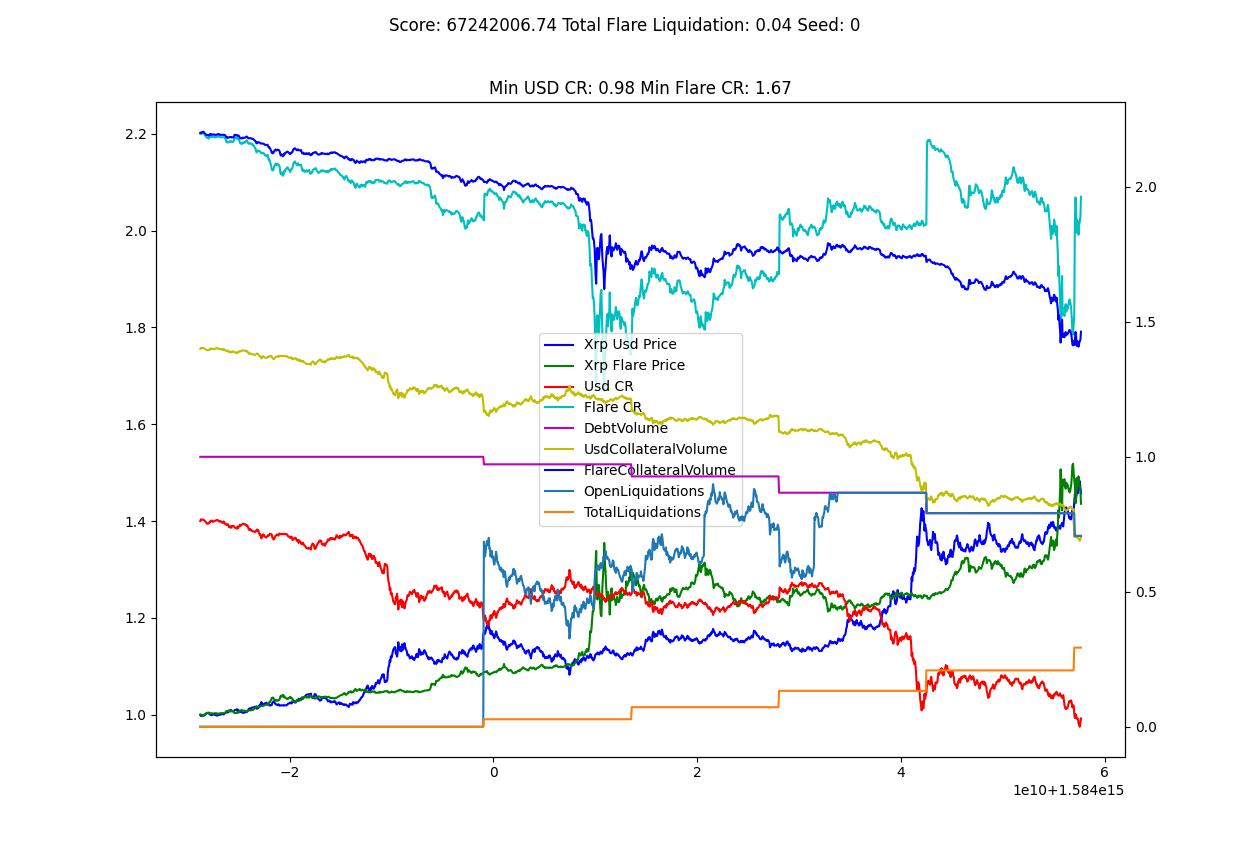 Score: 67242006.74 Total Flare Liquidation: 0.04 Seed: 0
Min USD CR: 0.98 Min Flare CR: 1.67
2.2
2.0
1.8
1.6
1.4
1.2
1.0
2.0
1.5
1.0
0.5
0.0
Xrp Usd Price
Xrp Flare Price
Usd CR
Flare CR
DebtVolume
UsdCollateralVolume
FlareCollateralVolume
OpenLiquidations
TotalLiquidations
−2
0
2
4
6
1e10+1.584e15